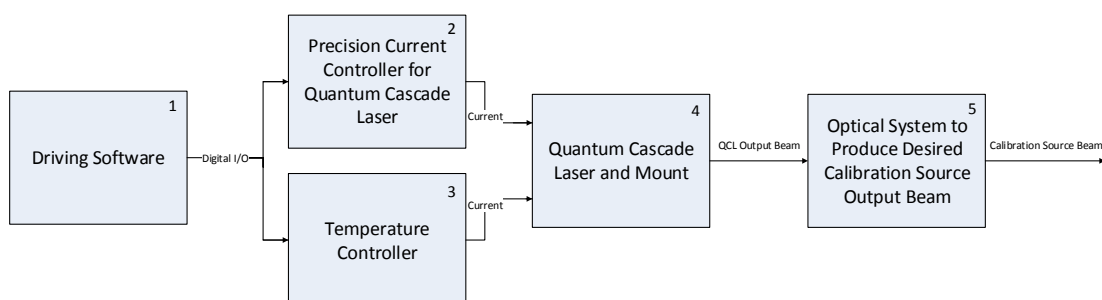 1
Driving Software
Digital I/O
2
Precision Current
Controller for
Quantum Cascade
Laser
Current
3
Temperature
Controller
Current
4
Quantum Cascade
Laser and Mount
QCL Output Beam
5
Optical System to
Produce Desired
Calibration Source
Output Beam
Calibration Source Beam